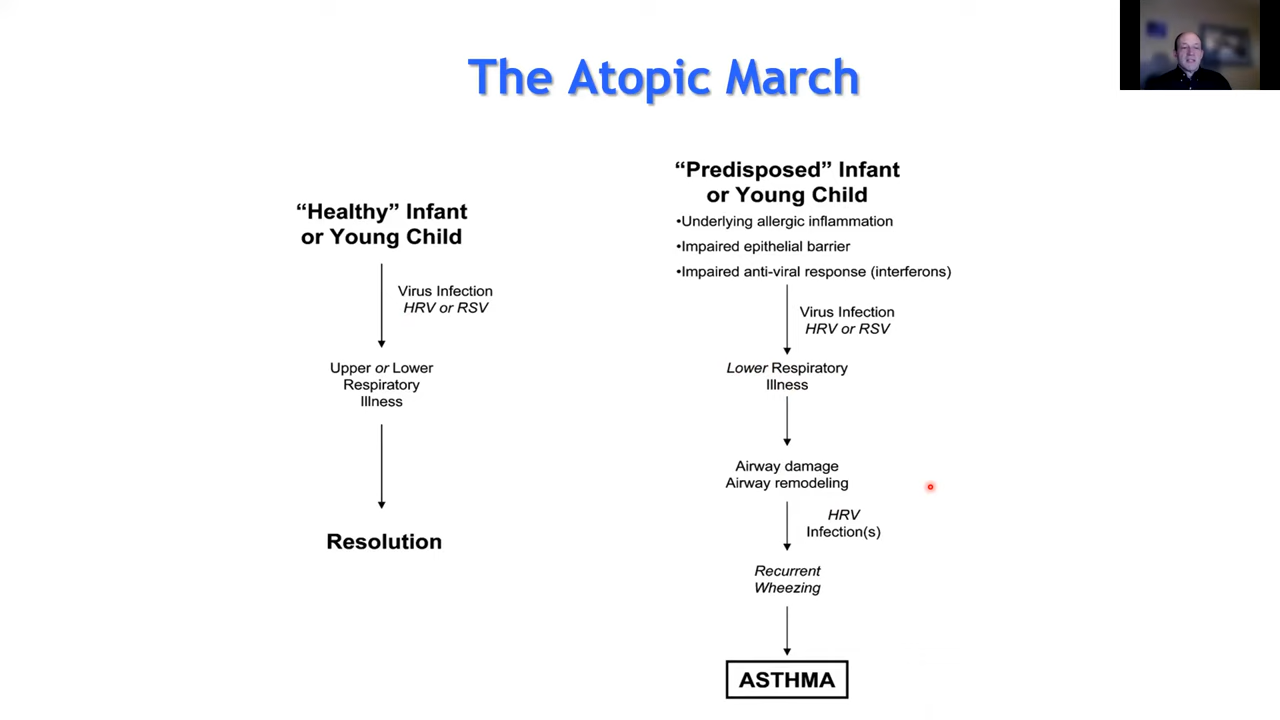 The Atopic March
“Healthy” Infant
or Young Child
Virus Infection
HRV or RSV
Upper or Lower
Respiratory
Illness
Resolution
“Predisposed” Infant
or Young Child
•Underlying allergic inflammation
•Impaired epithelial barrier
•Impaired anti-viral response (interferons)
Virus Infection
HRV or RSV
Lower Respiratory
Illness
Airway damage
Airway remodeling
HRV
Infection(s)
Recurrent
Wheezing
ASTHMA